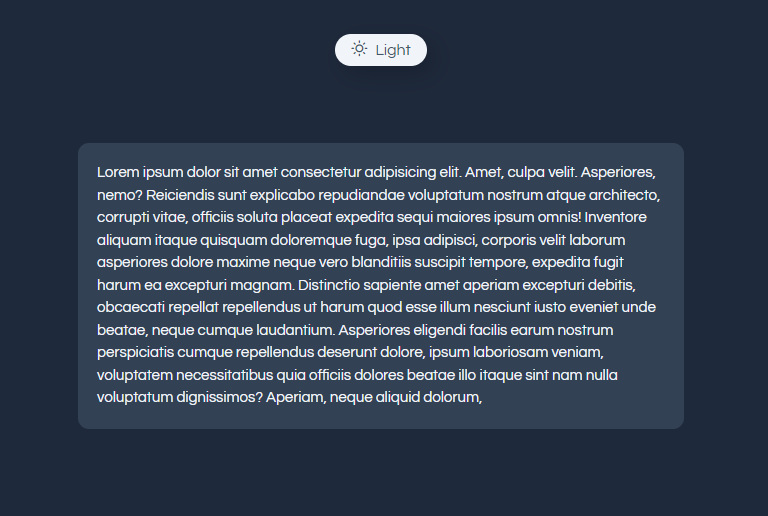 Light
Lorem ipsum dolor sit amet consectetur adipisicing elit. Amet, culpa velit. Asperiores,
nemo? Reiciendis sunt explicabo repudiandae voluptatum nostrum atque architecto,
corrupti vitae, officiis soluta placeat expedita sequi maiores ipsum omnis! Inventore
aliquam itaque quisquam doloremque fuga, ipsa adipisci, corporis velit laborum
asperiores dolore maxime neque vero blanditiis suscipit tempore, expedita fugit
harum ea excepturi magnam. Distinctio sapiente amet aperiam excepturi debitis,
obcaecati repellat repellendus ut harum quod esse illum nesciunt iusto eveniet unde
beatae, neque cumque laudantium. Asperiores eligendi facilis earum nostrum
perspiciatis cumque repellendus deserunt dolore, ipsum laboriosam veniam,
voluptatem necessitatibus quia officiis dolores beatae illo itaque sint nam nulla
voluptatum dignissimos? Aperiam, neque aliquid dolorum,